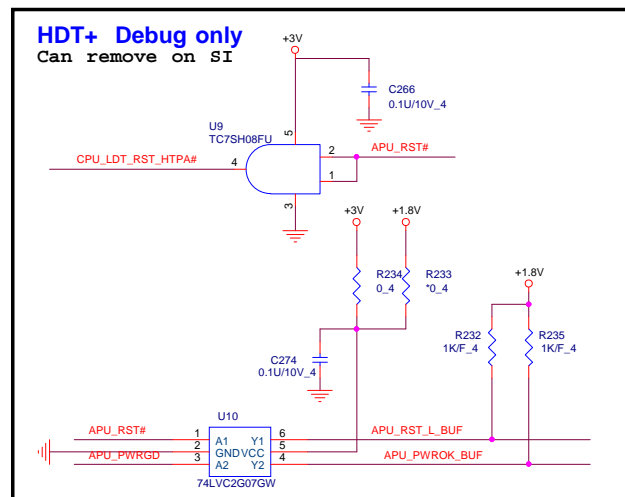 HDT+ Debug only
Can remove on SI
+3V
C266
0.1U/10V_4
U9
TC7SH08FU
5
CPU_LDT_RST_HTPA#
4
2
APU_RST#
1
3
+3V
+1.8V
R234
0_4
R233
*0_4
+1.8V
R232
1K/F_4
R235
1K/F_4
C274
0.1U/10V_4
U10
APU_RST#
1
A1
Y1
6
APU_RST_L_BUF
2
GND
VCC
5
APU_PWRGD
3
A2
Y2
4
APU_PWROK_BUF
74LVC2G07GW